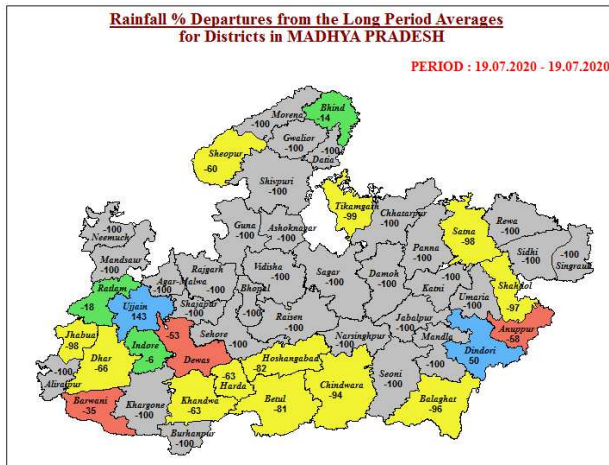 Rainfall % Departures from the Long Period Averages
for Districts in MADHYA PRADESH
PERIOD : 19.07.2020 - 19.07.2020
Bhind
-14
Morena
-100
Gwalior
-100
-100
Datia
Sheopur
-60
Shivpuri
-100
Tikamgarh
-99
Chhatarpur
-100
Satna
-98
Rewa
-100
Sidhi
-100
-100
Singrauli
Panna
-100
-100
Neemuch
Mandsaur
-100
Guna
-100
Ashoknagar
-100
Rajgarh
-100
Vidisha
-100
Sagar
-100
Damoh
-100
-100
Katni
Umaria
-100
Shahdol
-97
Anuppur
-58
Ratlam
-18
Ujjain
143
Agar-Malwa
-100
Shajapur
-100
Bhopal
-100
Raisen
-100
Sehore
-100
Narsinghpur
-100
Jabalpur
-100
Mandla
-100
Dindori
50
Jhabua
-98
Dhar
-66
Indore
-6
-53
Dewas
-63
Harda
Hoshangabad
-82
Chindwara
-94
Seoni
-100
Balaghat
-96
-100
Alirajpur
Barwani
-35
Khargone
-100
Khandwa
-63
Betul
-81
Burhanpur
-100